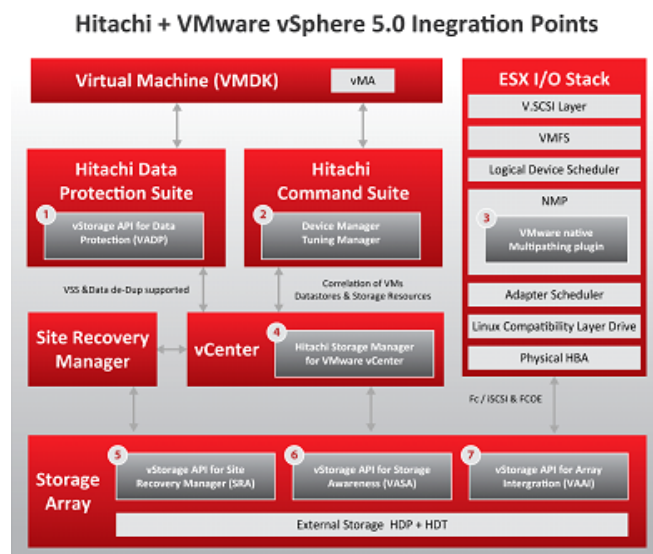 Hitachi + VMware vSphere 5.0 Inegration Points
Virtual Machine (VMDK)
vMA
Hitachi Data
Protection Suite
1
vStorage API for Data
Protection (VADP)
Hitachi
Command Suite
2
Device Manager
Tuning Manager
VSS &Data de-Dup supported
Correlation of VMs
Datastores & Storage Resources
Site Recovery
Manager
vCenter
4
Hitachi Storage Manager
for VMware vCenter
ESX I/O Stack
V.SCSI Layer
VMFS
Logical Device Scheduler
NMP
3
VMware native
Multipathing plugin
Adapter Scheduler
Linux Compatibility Layer Drive
Physical HBA
Fc / iSCSI & FCOE
Storage
Array
5
vStorage API for Site
Recovery Manager (SRA)
6
vStorage API for Storage
Awareness (VASA)
7
vStorage API for Array
Intergration (VAAI)
External Storage HDP + HDT